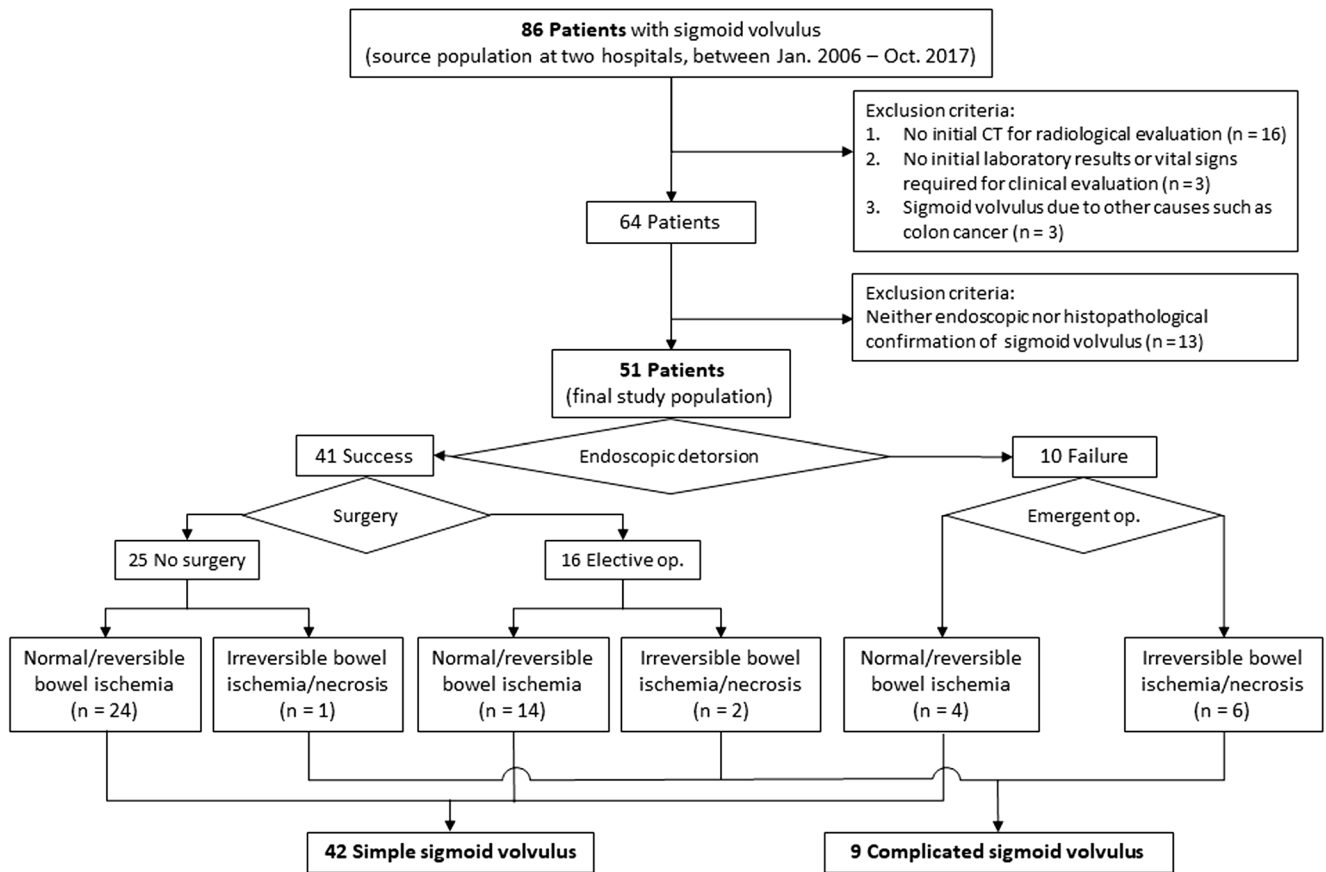 86 Patients with sigmoid volvulus
(source population at two hospitals, between Jan. 2006 – Oct. 2017)
Exclusion criteria:
1. No initial CT for radiological evaluation (n = 16)
2. No initial laboratory results or vital signs
required for clinical evaluation (n = 3)
3. Sigmoid volvulus due to other causes such as
colon cancer (n = 3)
64 Patients
Exclusion criteria:
Neither endoscopic nor histopathological
confirmation of sigmoid volvulus (n = 13)
51 Patients
(final study population)
41 Success
Endoscopic detorsion
10 Failure
Surgery
Emergent op.
25 No surgery
16 Elective op.
Normal/reversible
bowel ischemia
(n = 24)
Irreversible bowel
ischemia/necrosis
(n = 1)
Normal/reversible
bowel ischemia
(n = 14)
Irreversible bowel
ischemia/necrosis
(n = 2)
Normal/reversible
bowel ischemia
(n = 4)
Irreversible bowel
ischemia/necrosis
(n = 6)
42 Simple sigmoid volvulus
9 Complicated sigmoid volvulus